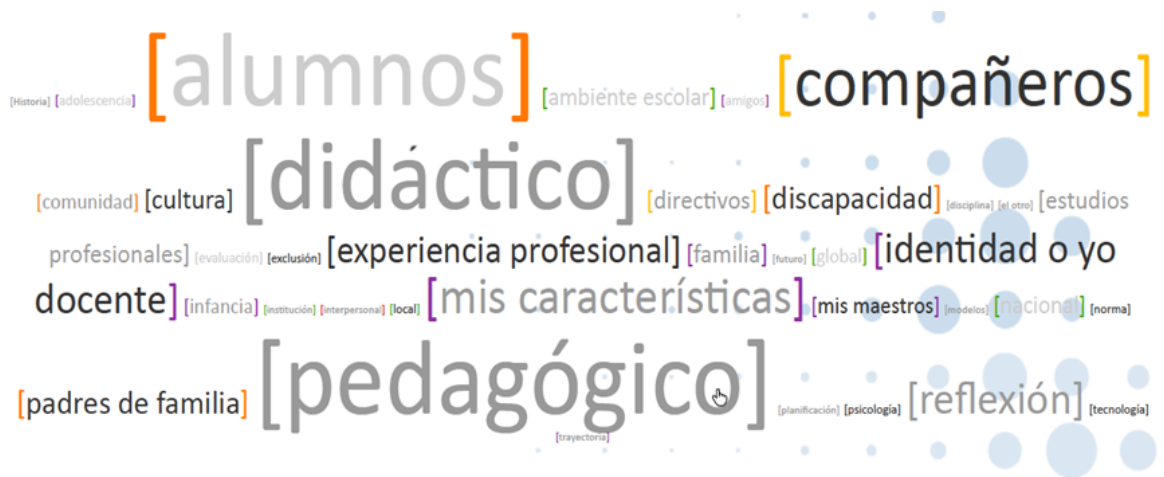 [Historia] [adolescencia] [alumnos] [ambiente escolar] [amigos] [compañeros]
[comunidad] [cultura] [didáctico] [directivos] [discapacidad] [disciplina] [el otro] [estudios
profesionales] [evaluación] [exclusión] [experiencia profesional] [familia] [futuro] [global] [identidad o yo
docente] [infancia] [institución] [interpersonal] [local] [mis características] [mis maestros] [modelos] [nacional] [norma]
[padres de familia] [pedagógico] [planificación] [psicología] [reflexión] [tecnología]
[trayectoria]